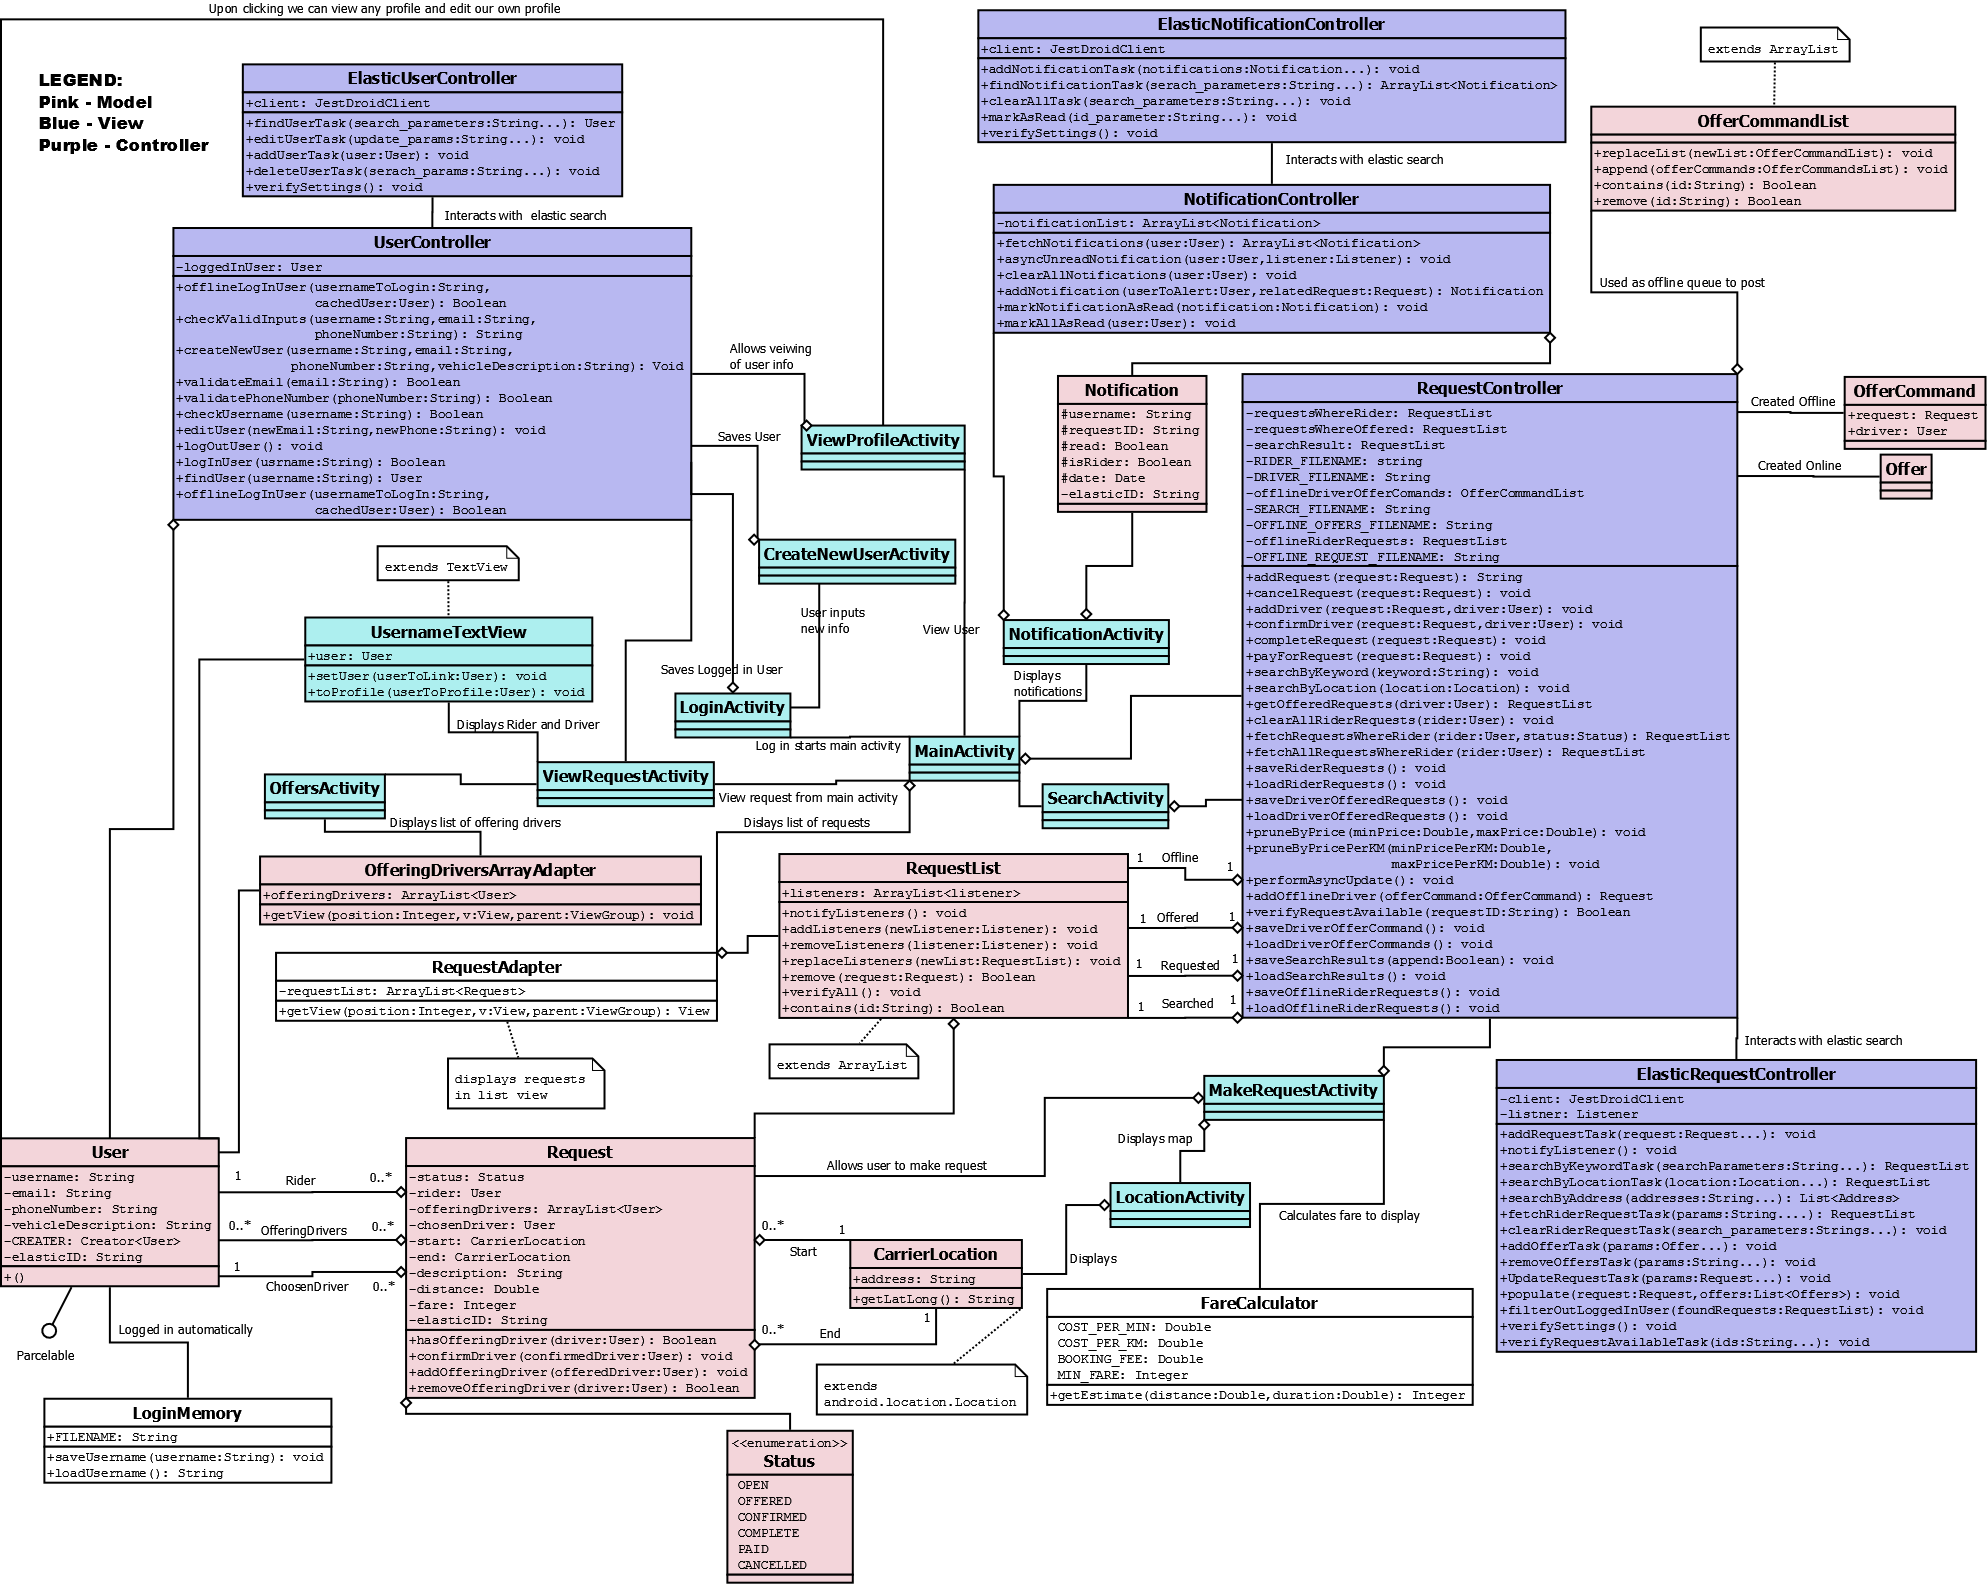 Upon clicking we can view any profile and edit our own profile
LEGEND:
Pink - Model
Blue - View
Purple - Controller
ElasticUserController
+client: JestDroidClient
+findUserTask(search_parameters:String...): User
+editUserTask(update_params:String...): void
+addUserTask(user:User): void
+deleteUserTask(serach_params:String...): void
+verifySettings(): void
Interacts with  elastic search
UserController
-loggedInUser: User
+offlineLogInUser(usernameToLogin:String,
cachedUser:User): Boolean
+checkValidInputs(username:String,email:String,
phoneNumber:String): String
+createNewUser(username:String,email:String,
phoneNumber:String,vehicleDescription:String): Void
+validateEmail(email:String): Boolean
+validatePhoneNumber(phoneNumber:String): Boolean
+checkUsername(username:String): Boolean
+editUser(newEmail:String,newPhone:String): void
+logOutUser(): void
+logInUser(usrname:String): Boolean
+findUser(username:String): User
+offlineLogInUser(usernameToLogIn:String,
cachedUser:User): Boolean
ElasticNotificationController
+client: JestDroidClient
+addNotificationTask(notifications:Notification...): void
+findNotificationTask(serach_parameters:String...): ArrayList<Notification>
+clearAllTask(search_parameters:String...): void
+markAsRead(id_parameter:String...): void
+verifySettings(): void
Interacts with elastic search
NotificationController
-notificationList: ArrayList<Notification>
+fetchNotifications(user:User): ArrayList<Notification>
+asyncUnreadNotification(user:User,listener:Listener): void
+clearAllNotifications(user:User): void
+addNotification(userToAlert:User,relatedRequest:Request): Notification
+markNotificationAsRead(notification:Notification): void
+markAllAsRead(user:User): void
extends ArrayList
OfferCommandList
+replaceList(newList:OfferCommandList): void
+append(offerCommands:OfferCommandsList): void
+contains(id:String): Boolean
+remove(id:String): Boolean
Used as offline queue to post
Allows veiwing
of user info
Saves User
ViewProfileActivity
CreateNewUserActivity
User inputs
new info
View User
Saves Logged in User
LoginActivity
Log in starts main activity
MainActivity
Notification
#username: String
#requestID: String
#read: Boolean
#isRider: Boolean
#date: Date
-elasticID: String
NotificationActivity
Displays
notifications
SearchActivity
RequestController
-requestsWhereRider: RequestList
-requestsWhereOffered: RequestList
-searchResult: RequestList
-RIDER_FILENAME: string
-DRIVER_FILENAME: String
-offlineDriverOfferComands: OfferCommandList
-SEARCH_FILENAME: String
-OFFLINE_OFFERS_FILENAME: String
-offlineRiderRequests: RequestList
-OFFLINE_REQUEST_FILENAME: String
+addRequest(request:Request): String
+cancelRequest(request:Request): void
+addDriver(request:Request,driver:User): void
+confirmDriver(request:Request,driver:User): void
+completeRequest(request:Request): void
+payForRequest(request:Request): void
+searchByKeyword(keyword:String): void
+searchByLocation(location:Location): void
+getOfferedRequests(driver:User): RequestList
+clearAllRiderRequests(rider:User): void
+fetchRequestsWhereRider(rider:User,status:Status): RequestList
+fetchAllRequestsWhereRider(rider:User): RequestList
+saveRiderRequests(): void
+loadRiderRequests(): void
+saveDriverOfferedRequests(): void
+loadDriverOfferedRequests(): void
+pruneByPrice(minPrice:Double,maxPrice:Double): void
+pruneByPricePerKM(minPricePerKM:Double,
maxPricePerKM:Double): void
+performAsyncUpdate(): void
+addOfflineDriver(offerCommand:OfferCommand): Request
+verifyRequestAvailable(requestID:String): Boolean
+saveDriverOfferCommand(): void
+loadDriverOfferCommands(): void
+saveSearchResults(append:Boolean): void
+loadSearchResults(): void
+saveOfflineRiderRequests(): void
+loadOfflineRiderRequests(): void
Created Offline
OfferCommand
+request: Request
+driver: User
Created Online
Offer
extends TextView
UsernameTextView
+user: User
+setUser(userToLink:User): void
+toProfile(userToProfile:User): void
Displays Rider and Driver
ViewRequestActivity
View request from main activity
OffersActivity
Displays list of offering drivers
Dislays list of requests
OfferingDriversArrayAdapter
+offeringDrivers: ArrayList<User>
+getView(position:Integer,v:View,parent:ViewGroup): void
RequestAdapter
-requestList: ArrayList<Request>
+getView(position:Integer,v:View,parent:ViewGroup): View
displays requests
in list view
RequestList
+listeners: ArrayList<listener>
+notifyListeners(): void
+addListeners(newListener:Listener): void
+removeListeners(listener:Listener): void
+replaceListeners(newList:RequestList): void
+remove(request:Request): Boolean
+verifyAll(): void
+contains(id:String): Boolean
extends ArrayList
1 Offline 1
1 Offered 1
1 Requested 1
1 Searched 1
Interacts with elastic search
ElasticRequestController
-client: JestDroidClient
-listner: Listener
+addRequestTask(request:Request...): void
+notifyListener(): void
+searchByKeywordTask(searchParameters:String...): RequestList
+searchByLocationTask(location:Location...): RequestList
+searchByAddress(addresses:String...): List<Address>
+fetchRiderRequestTask(params:String....): RequestList
+clearRiderRequestTask(search_parameters:Strings...): void
+addOfferTask(params:Offer...): void
+removeOffersTask(params:String...): void
+UpdateRequestTask(params:Request...): void
+populate(request:Request,offers:List<Offers>): void
+filterOutLoggedInUser(foundRequests:RequestList): void
+verifySettings(): void
+verifyRequestAvailableTask(ids:String...): void
MakeRequestActivity
Displays map
Allows user to make request
LocationActivity
Calculates fare to display
Displays
User
-username: String
-email: String
-phoneNumber: String
-vehicleDescription: String
-CREATER: Creator<User>
-elasticID: String
+()
Parcelable
Logged in automatically
LoginMemory
+FILENAME: String
+saveUsername(username:String): void
+loadUsername(): String
1 Rider 0..*
0..* OfferingDrivers 0..*
1 ChoosenDriver 0..*
Request
-status: Status
-rider: User
-offeringDrivers: ArrayList<User>
-chosenDriver: User
-start: CarrierLocation
-end: CarrierLocation
-description: String
-distance: Double
-fare: Integer
-elasticID: String
+hasOfferingDriver(driver:User): Boolean
+confirmDriver(confirmedDriver:User): void
+addOfferingDriver(offeredDriver:User): void
+removeOfferingDriver(driver:User): Boolean
0..* Start 1
0..* End 1
CarrierLocation
+address: String
+getLatLong(): String
extends
android.location.Location
FareCalculator
COST_PER_MIN: Double
COST_PER_KM: Double
BOOKING_FEE: Double
MIN_FARE: Integer
+getEstimate(distance:Double,duration:Double): Integer
<<enumeration>>
Status
OPEN
OFFERED
CONFIRMED
COMPLETE
PAID
CANCELLED